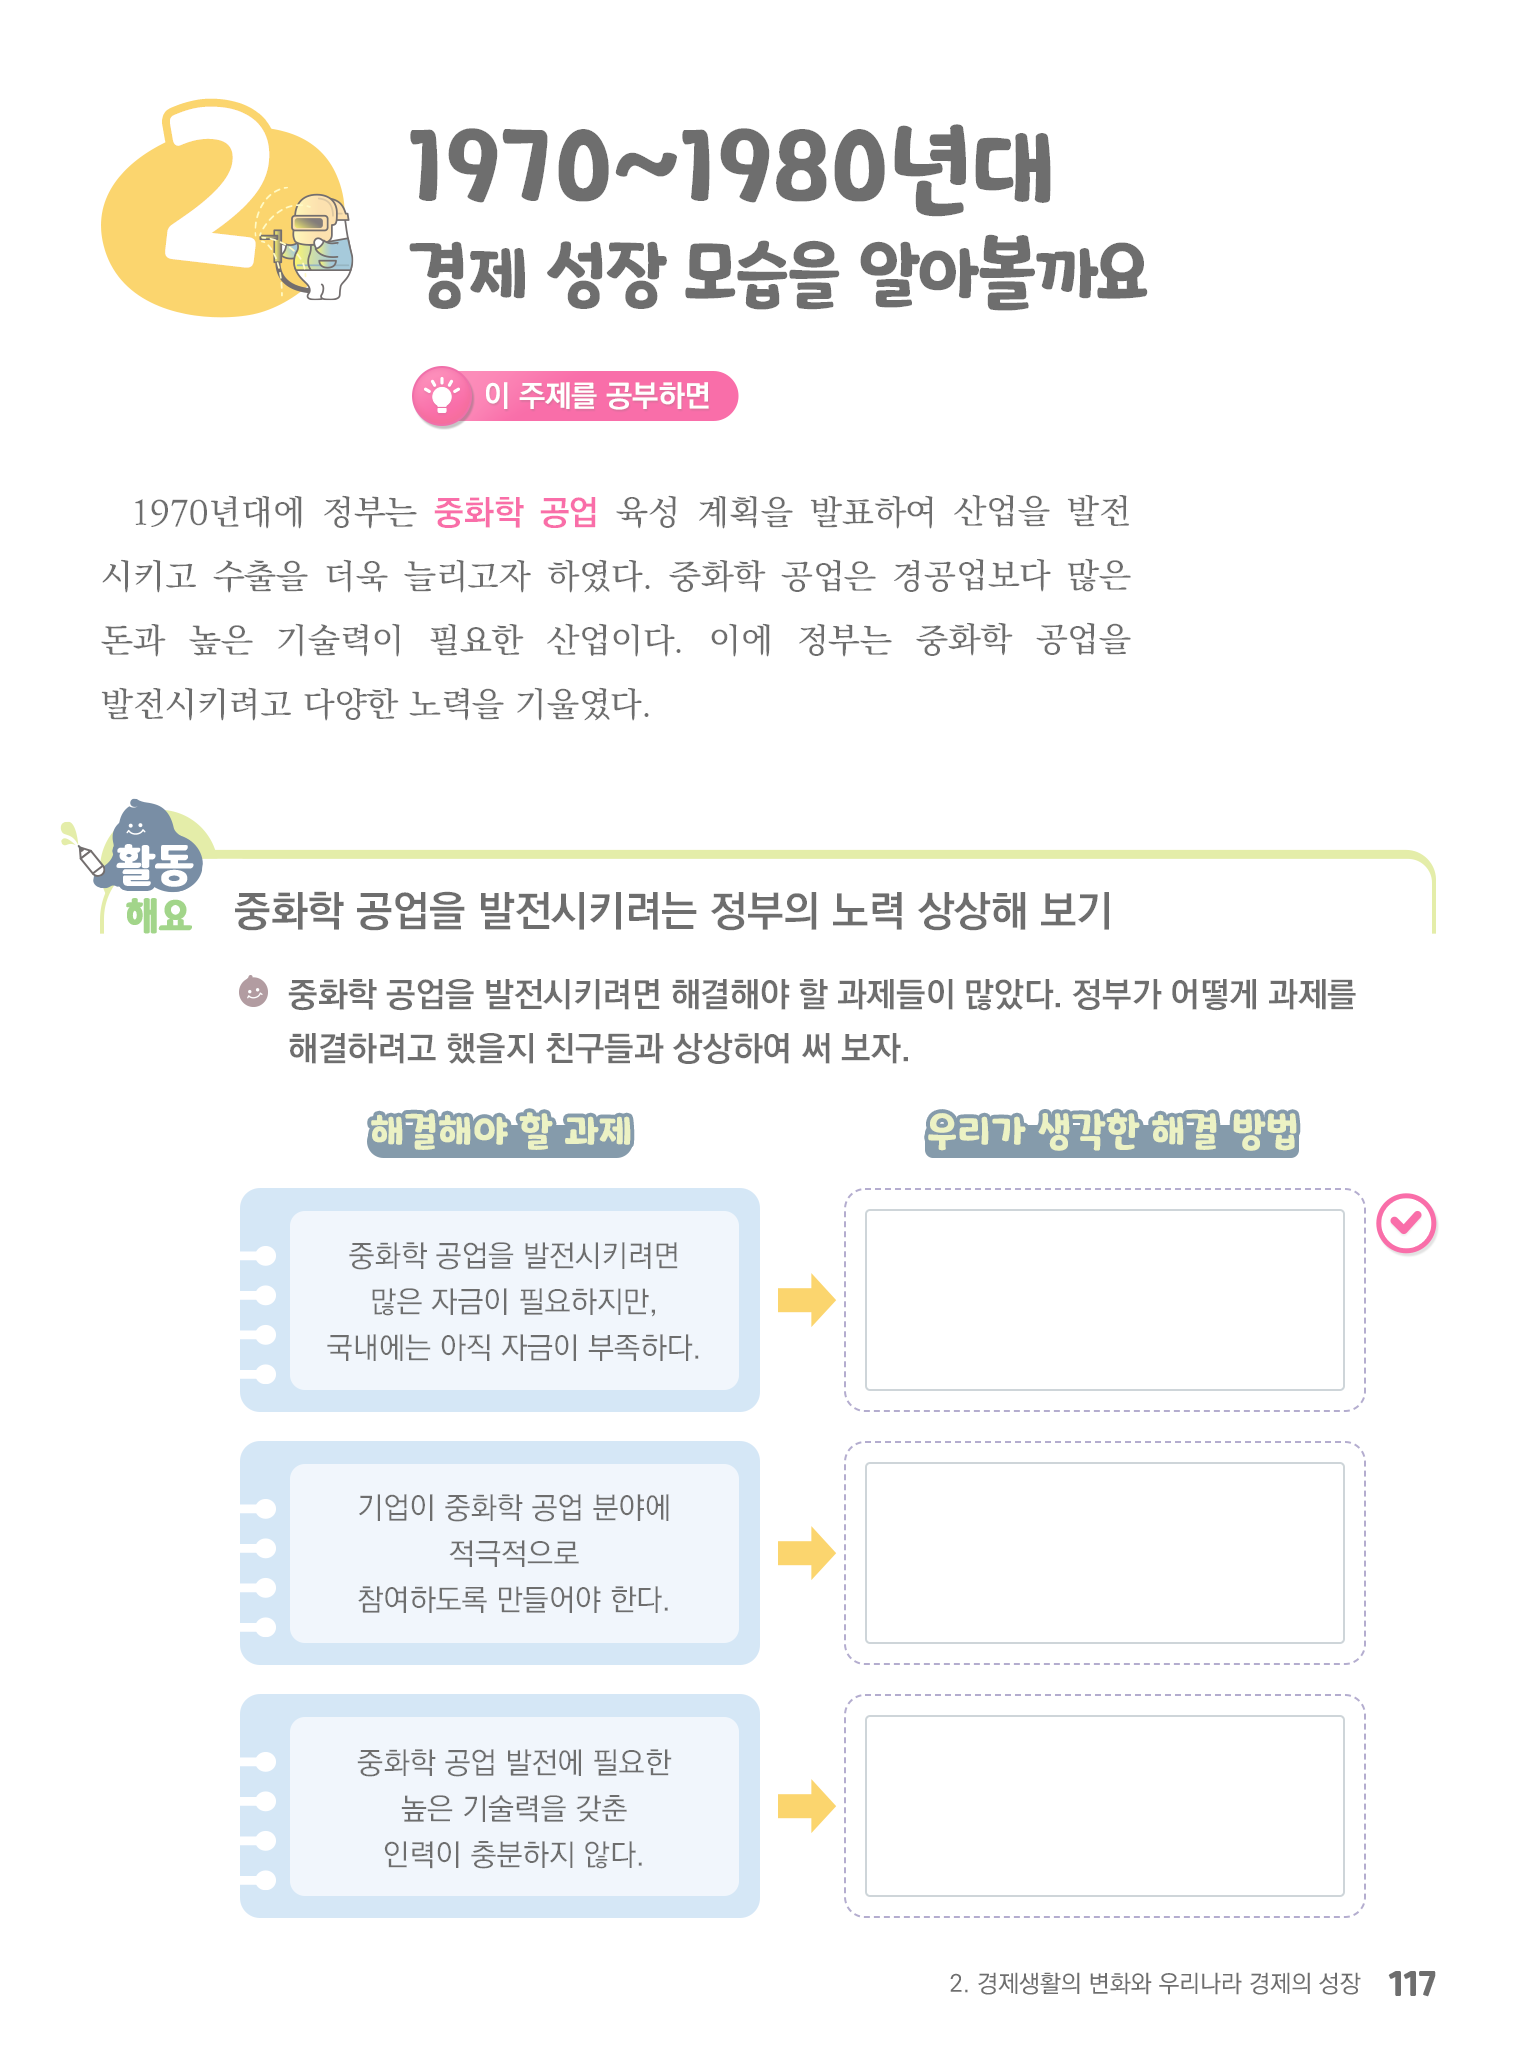 2
1970~1980년대
경제 성장 모습을 알아볼까요
이 주제를 공부하면
1970년대에 정부는 중화학 공업 육성 계획을 발표하여 산업을 발전
시키고 수출을 더욱 늘리고자 하였다. 중화학 공업은 경공업보다 많은
돈과 높은 기술력이 필요한 산업이다. 이에 정부는 중화학 공업을
발전시키려고 다양한 노력을 기울였다.
활동
해요
중화학 공업을 발전시키려는 정부의 노력 상상해 보기
중화학 공업을 발전시키려면 해결해야 할 과제들이 많았다. 정부가 어떻게 과제를
해결하려고 했을지 친구들과 상상하여 써 보자.
해결해야 할 과제
우리가 생각한 해결 방법
중화학 공업을 발전시키려면
많은 자금이 필요하지만,
국내에는 아직 자금이 부족하다.
기업이 중화학 공업 분야에
적극적으로
참여하도록 만들어야 한다.
중화학 공업 발전에 필요한
높은 기술력을 갖춘
인력이 충분하지 않다.
2. 경제생활의 변화와 우리나라 경제의 성장 117